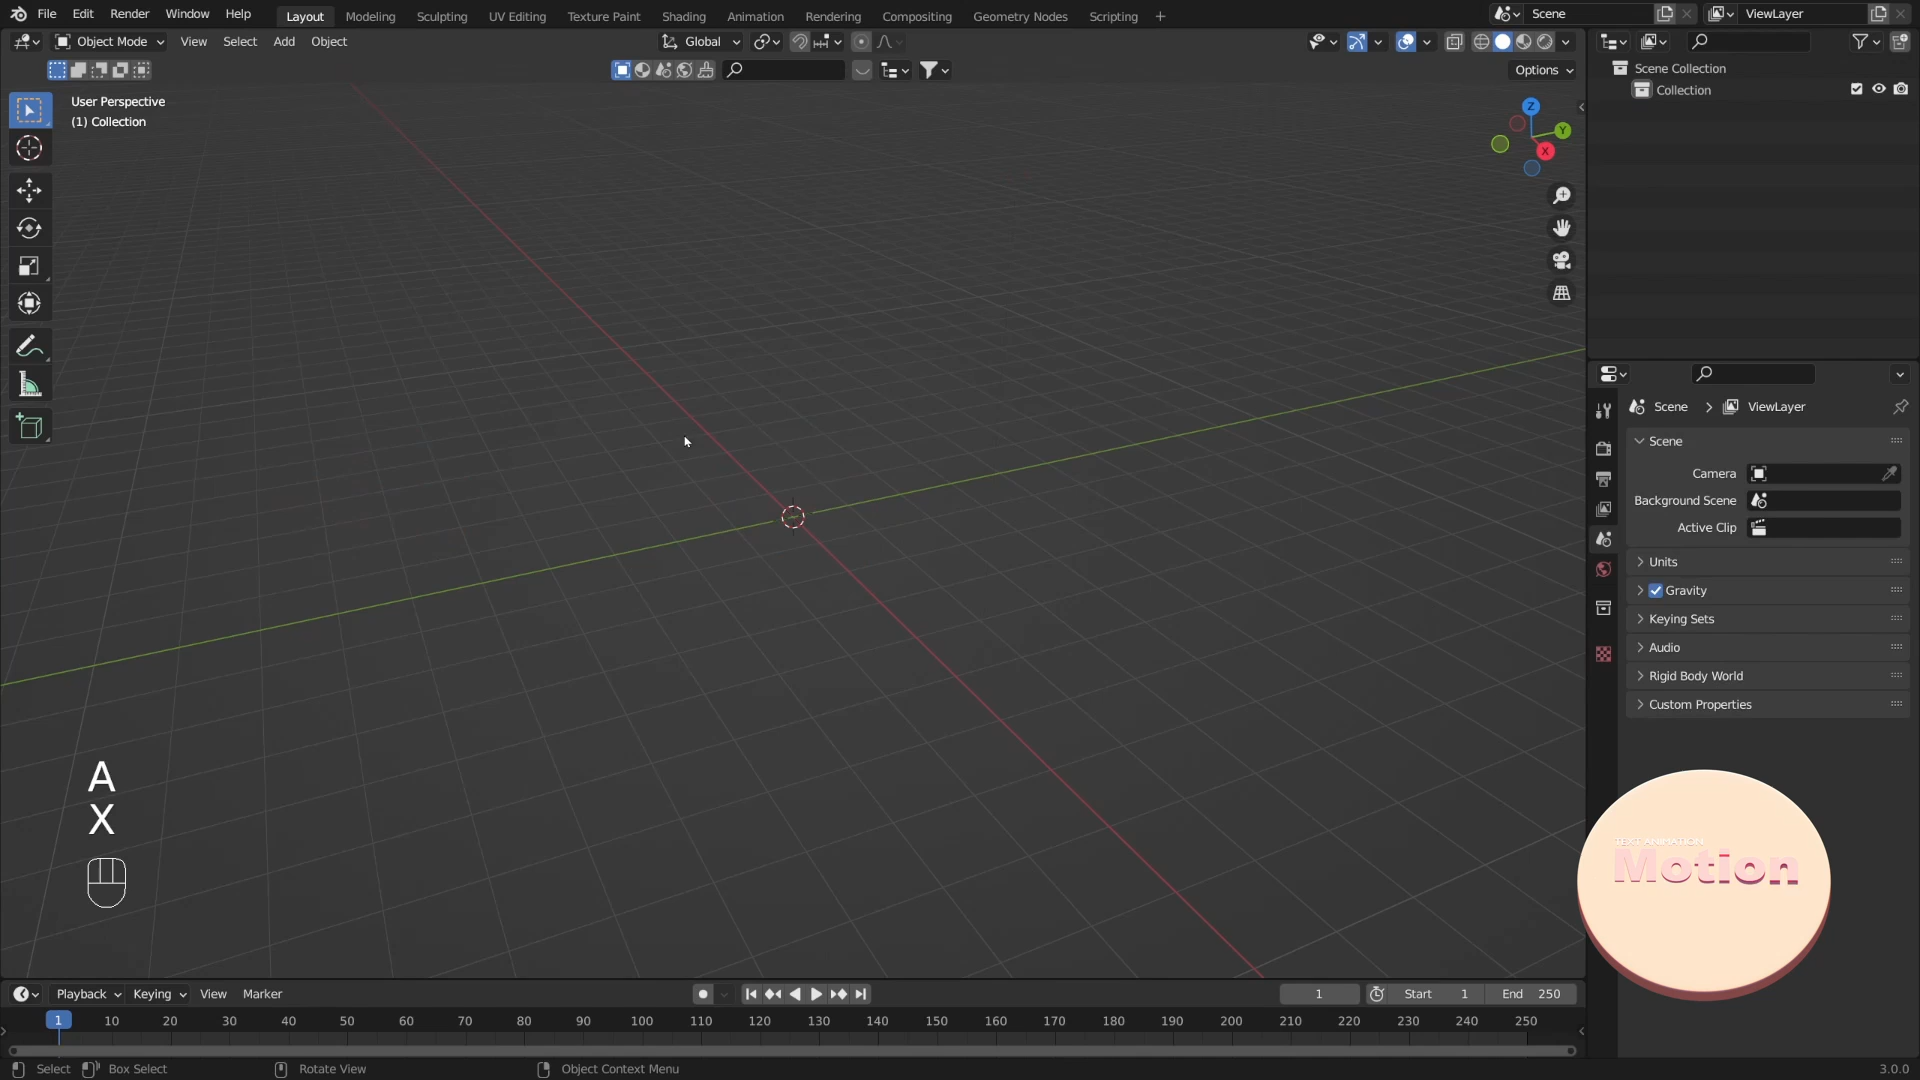 File Edit Render Window Help
Layout Modeling Sculpting UV Editing Texture Paint Shading Animation Rendering Compositing Geometry Nodes Scripting +
Scene
ViewLayer
Object Mode View Select Add Object
Global
Options
User Perspective
(1) Collection
Z
Y
X
Scene Collection
Collection
Scene > ViewLayer
Scene
Camera
Background Scene
Active Clip
Units
Gravity
Keying Sets
Audio
Rigid Body World
Custom Properties
A
X
TEXT ANIMATION
Motion
Playback Keying View Marker
1
Start 1
End 250
1 10 20 30 40 50 60 70 80 90 100 110 120 130 140 150 160 170 180 190 200 210 220 230 240 250
Select Box Select Rotate View Object Context Menu
3.0.0